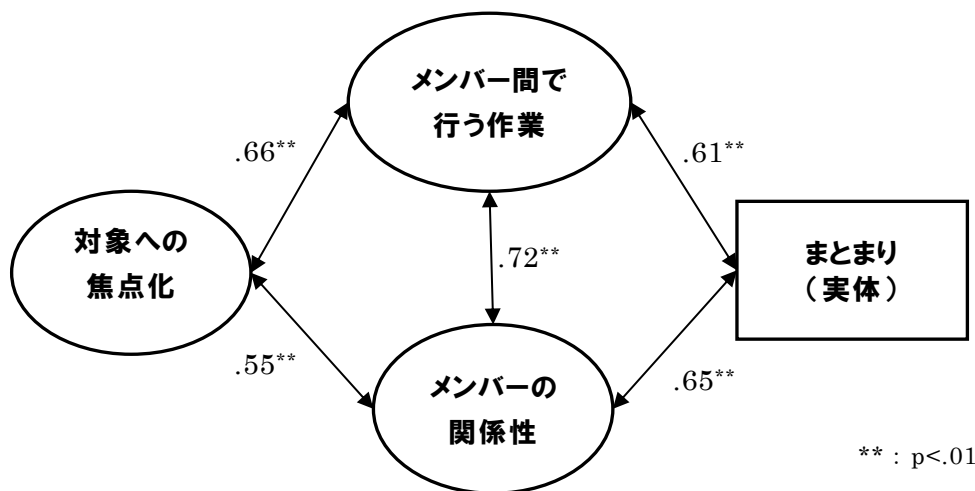 メンバー間で
行う作業
.66**
.61**
対象への
焦点化
.72**
まとまり
（実体）
.55**
.65**
メンバーの
関係性
** : p<.01